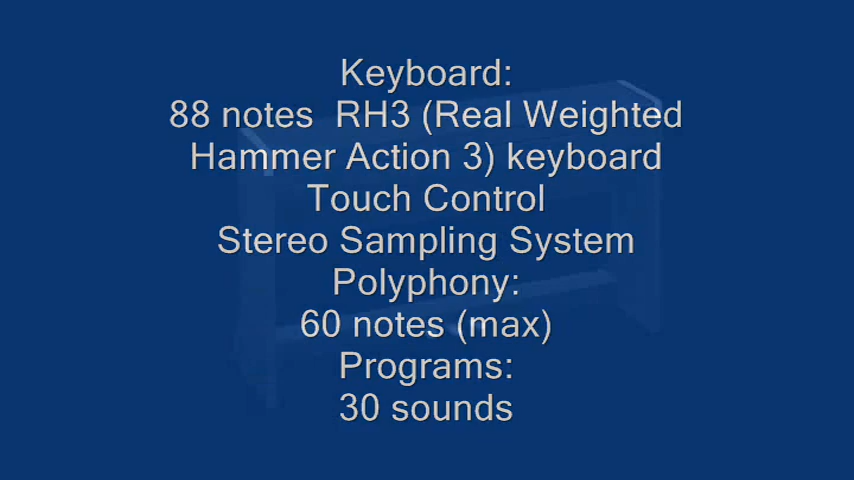 Keyboard:
88 notes  RH3 (Real Weighted
Hammer Action 3) keyboard
Touch Control
Stereo Sampling System
Polyphony:
60 notes (max)
Programs:
30 sounds